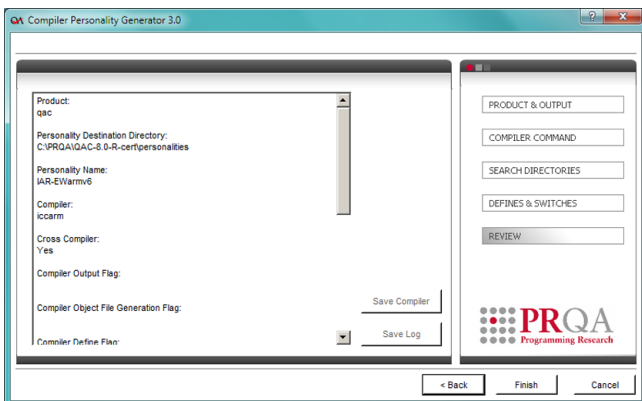 QA Compiler Personality Generator 3.0
Product:
qac
Personality Destination Directory:
C:\PRQA\QAC-8.0-R-cert\personalities
Personality Name:
IAR-EWarmv6
Compiler:
iccarm
Cross Compiler:
Yes
Compiler Output Flag:
Compiler Object File Generation Flag:
Compiler Define Flag:
Save Compiler
Save Log
PRODUCT & OUTPUT
COMPILER COMMAND
SEARCH DIRECTORIES
DEFINES & SWITCHES
REVIEW
PRQA
Programming Research
< Back
Finish
Cancel